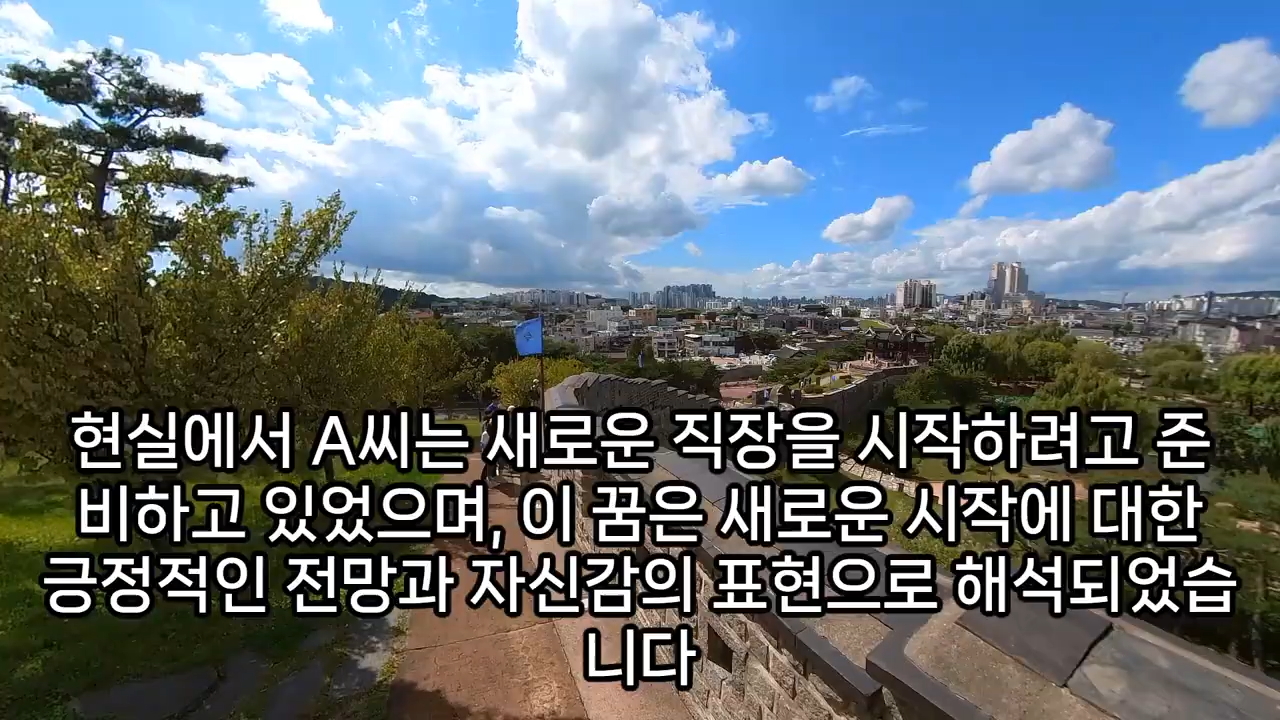 현실에서 A씨는 새로운 직장을 시작하려고 준
비하고 있었으며, 이 꿈은 새로운 시작에 대한
긍정적인 전망과 자신감의 표현으로 해석되었습
니다